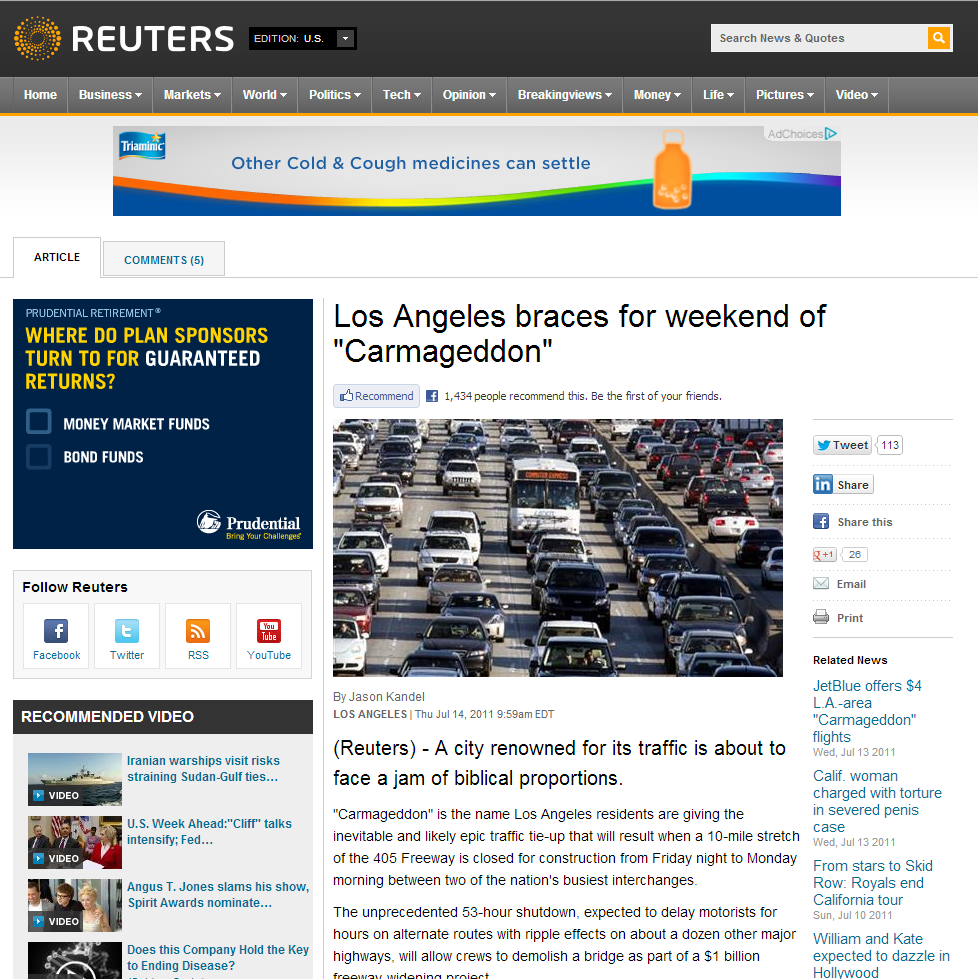 REUTERS
EDITION: U.S.
Search News & Quotes
Home
Business
Markets
World
Politics
Tech
Opinion
Breakingviews
Money
Life
Pictures
Video
Triaminic
Other Cold & Cough medicines can settle
AdChoices
ARTICLE
COMMENTS (5)
PRUDENTIAL RETIREMENT®
WHERE DO PLAN SPONSORS
TURN TO FOR GUARANTEED
RETURNS?
MONEY MARKET FUNDS
BOND FUNDS
Prudential
Bring Your Challenges®
Follow Reuters
Facebook
Twitter
RSS
You
Tube
YouTube
RECOMMENDED VIDEO
Iranian warships visit risks
straining Sudan-Gulf ties…
VIDEO
U.S. Week Ahead:"Cliff" talks
intensify; Fed…
VIDEO
Angus T. Jones slams his show,
Spirit Awards nominate…
VIDEO
Does this Company Hold the Key
to Ending Disease?
Los Angeles braces for weekend of
"Carmageddon"
Recommend
1,434 people recommend this. Be the first of your friends.
COMMUTER EXPRESS
By Jason Kandel
LOS ANGELES | Thu Jul 14, 2011 9:59am EDT
(Reuters) - A city renowned for its traffic is about to
face a jam of biblical proportions.
"Carmageddon" is the name Los Angeles residents are giving the
inevitable and likely epic traffic tie-up that will result when a 10-mile stretch
of the 405 Freeway is closed for construction from Friday night to Monday
morning between two of the nation's busiest interchanges.
The unprecedented 53-hour shutdown, expected to delay motorists for
hours on alternate routes with ripple effects on about a dozen other major
highways, will allow crews to demolish a bridge as part of a $1 billion
freeway widening project
Tweet 113
in Share
Share this
+1 26
Email
Print
Related News
JetBlue offers $4
L.A.-area
"Carmageddon"
flights
Wed, Jul 13 2011
Calif. woman
charged with torture
in severed penis
case
Wed, Jul 13 2011
From stars to Skid
Row: Royals end
California tour
Sun, Jul 10 2011
William and Kate
expected to dazzle in
Hollywood